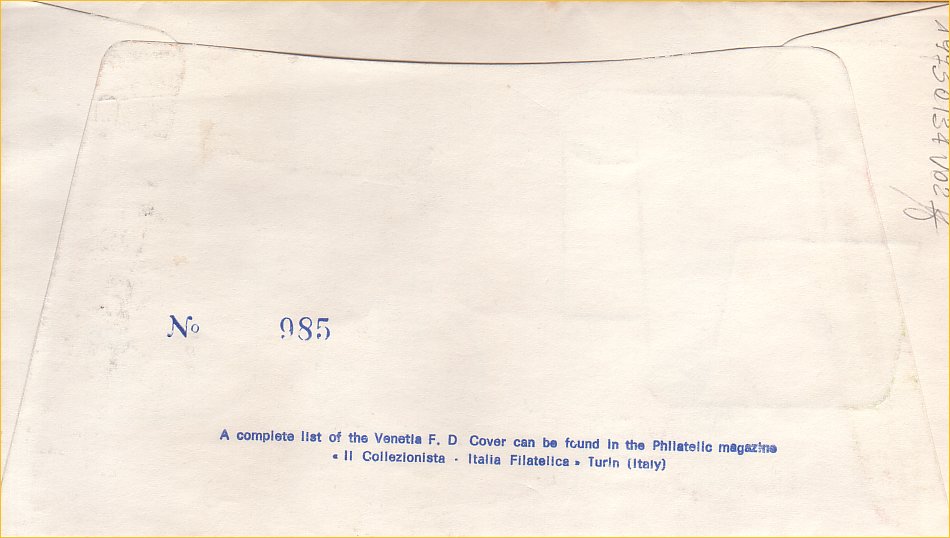 No 985
A complete list of the Venetia F. D Cover can be found in the Philatelic magazine
« Il Collezionista - Italia Filatelica » Turin (Italy)